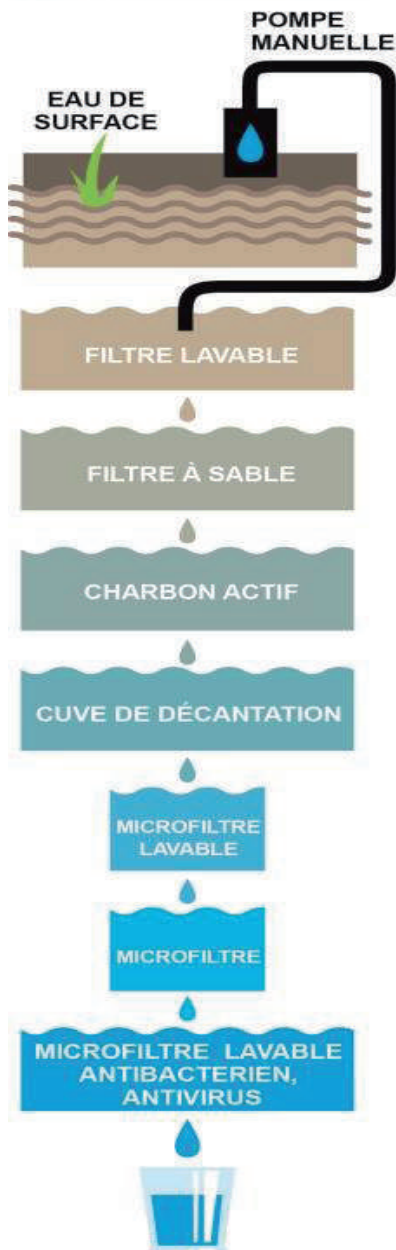 POMPE
MANUELLE
EAU DE
SURFACE
FILTRE LAVABLE
FILTRE À SABLE
CHARBON ACTIF
CUVE DE DÉCANTATION
MICROFILTRE
LAVABLE
MICROFILTRE
MICROFILTRE LAVABLE
ANTIBACTERIEN,
ANTIVIRUS